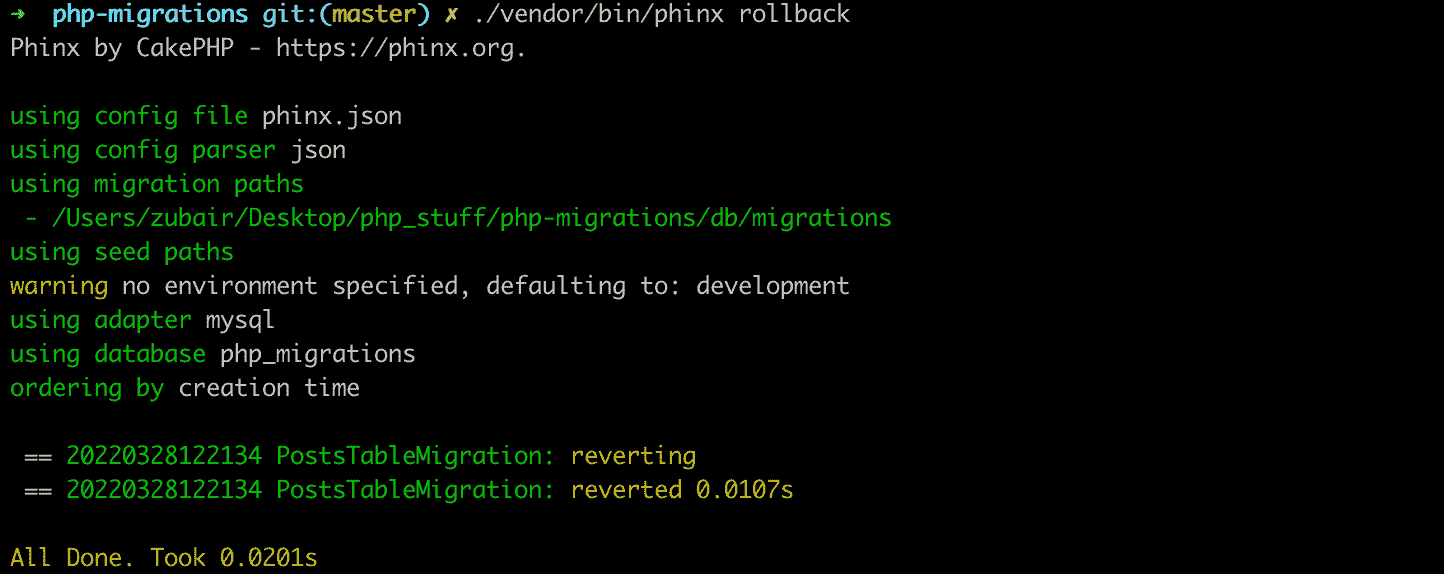 ➜ php-migrations git:(master) ✗ ./vendor/bin/phinx rollback
Phinx by CakePHP - https://phinx.org.
using config file phinx.json
using config parser json
using migration paths
- /Users/zubair/Desktop/php_stuff/php-migrations/db/migrations
using seed paths
warning no environment specified, defaulting to: development
using adapter mysql
using database php_migrations
ordering by creation time
== 20220328122134 PostsTableMigration: reverting
== 20220328122134 PostsTableMigration: reverted 0.0107s
All Done. Took 0.0201s